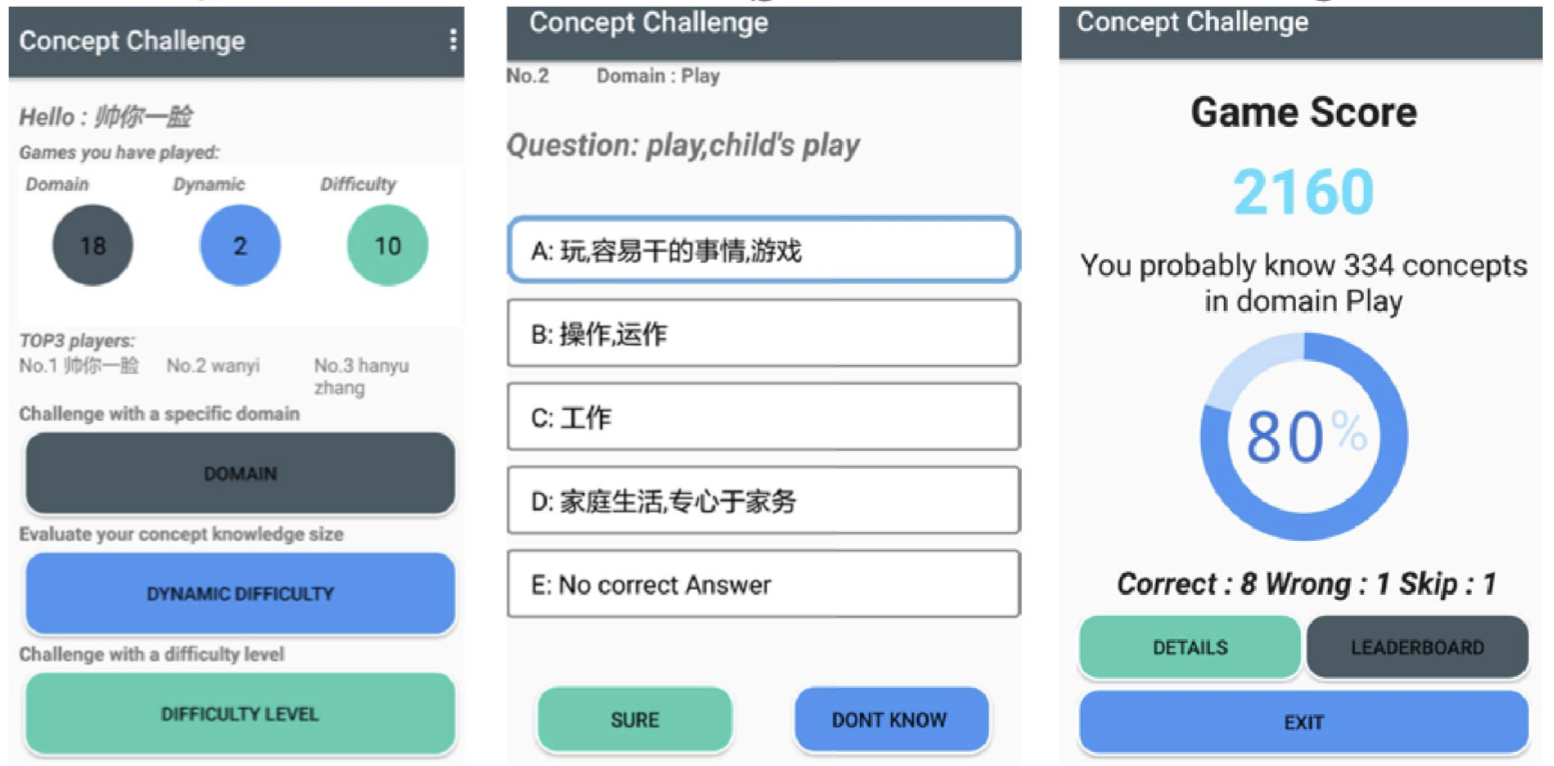 Concept Challenge
Hello : 帅你一脸
Games you have played:
Domain Dynamic Difficulty
18 2 10
TOP3 players:
No.1 帅你一脸 No.2 wanyi No.3 hanyu
zhang
Challenge with a specific domain
DOMAIN
Evaluate your concept knowledge size
DYNAMIC DIFFICULTY
Challenge with a difficulty level
DIFFICULTY LEVEL
Concept Challenge
No.2 Domain : Play
Question: play,child's play
A: 玩,容易干的事情,游戏
B: 操作,运作
C: 工作
D: 家庭生活,专心于家务
E: No correct Answer
SURE DONT KNOW
Concept Challenge
Game Score
2160
You probably know 334 concepts
in domain Play
80%
Correct : 8 Wrong : 1 Skip : 1
DETAILS LEADERBOARD
EXIT